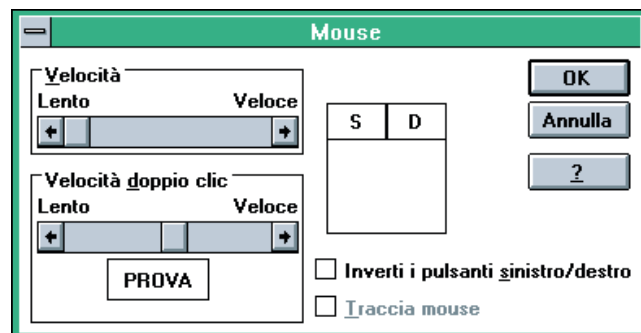 Mouse
Velocità
Lento Veloce
Velocità doppio clic
Lento Veloce
PROVA
S D
Inverti i pulsanti sinistro/destro
Traccia mouse
OK
Annulla
?